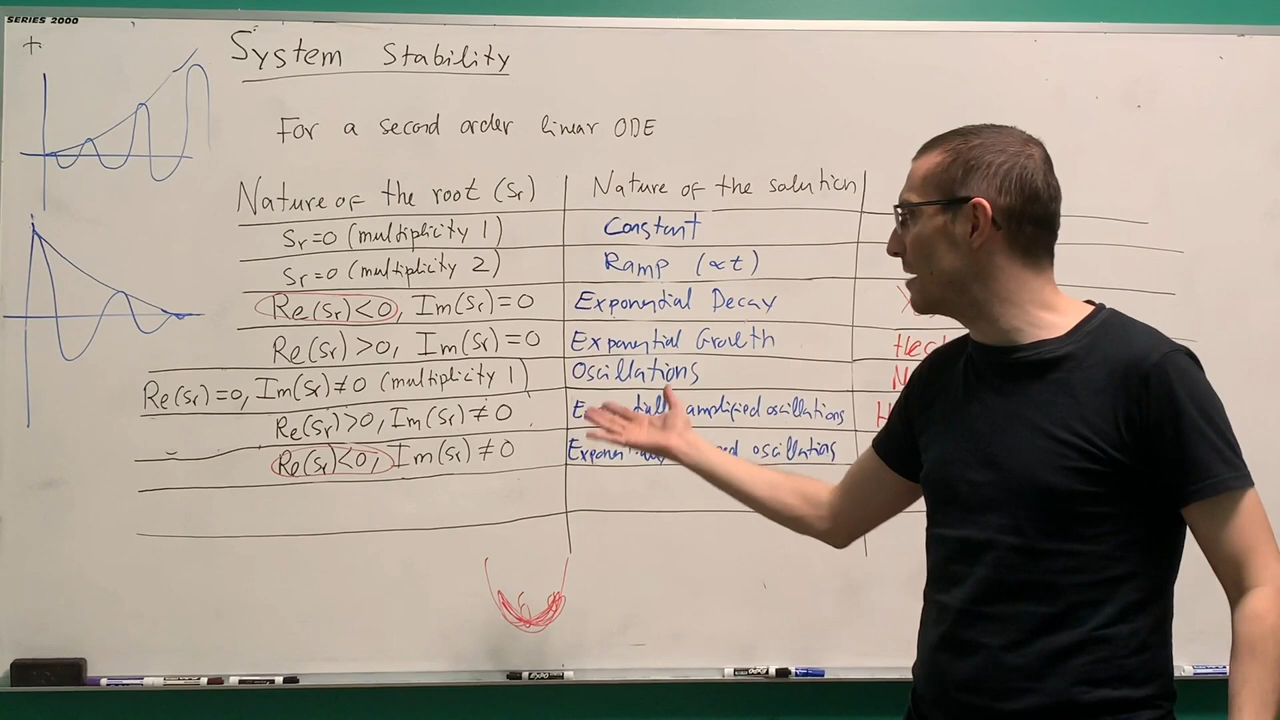 SERIES 2000
+
System Stability
For a second order linear ODE
Nature of the root (Sr) Nature of the solution
Sr=0 (multiplicity 1) Constant
Sr=0 (multiplicity 2) Ramp (∝t)
Re(Sr)<0, Im(Sr)=0 Exponential Decay
Re(Sr)>0, Im(Sr)=0 Exponential Growth
Re(Sr)=0, Im(Sr)≠0 (multiplicity 1) Oscillations
Re(Sr)>0, Im(Sr)≠0 amplified oscillations
Re(Sr)<0, Im(Sr)≠0 oscillations
EXPO